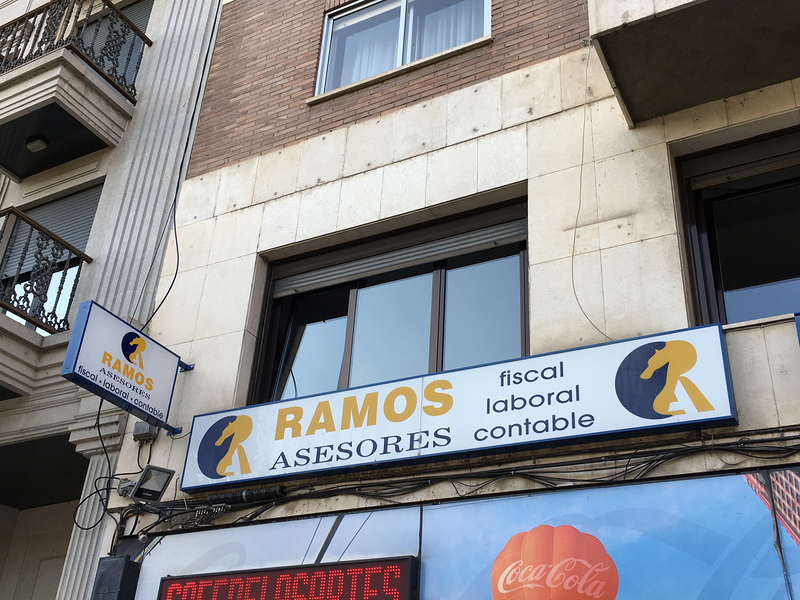 RAMOS
ASESORES
fiscal • laboral • contable
RAMOS
ASESORES
fiscal
laboral
contable
Coca-Cola